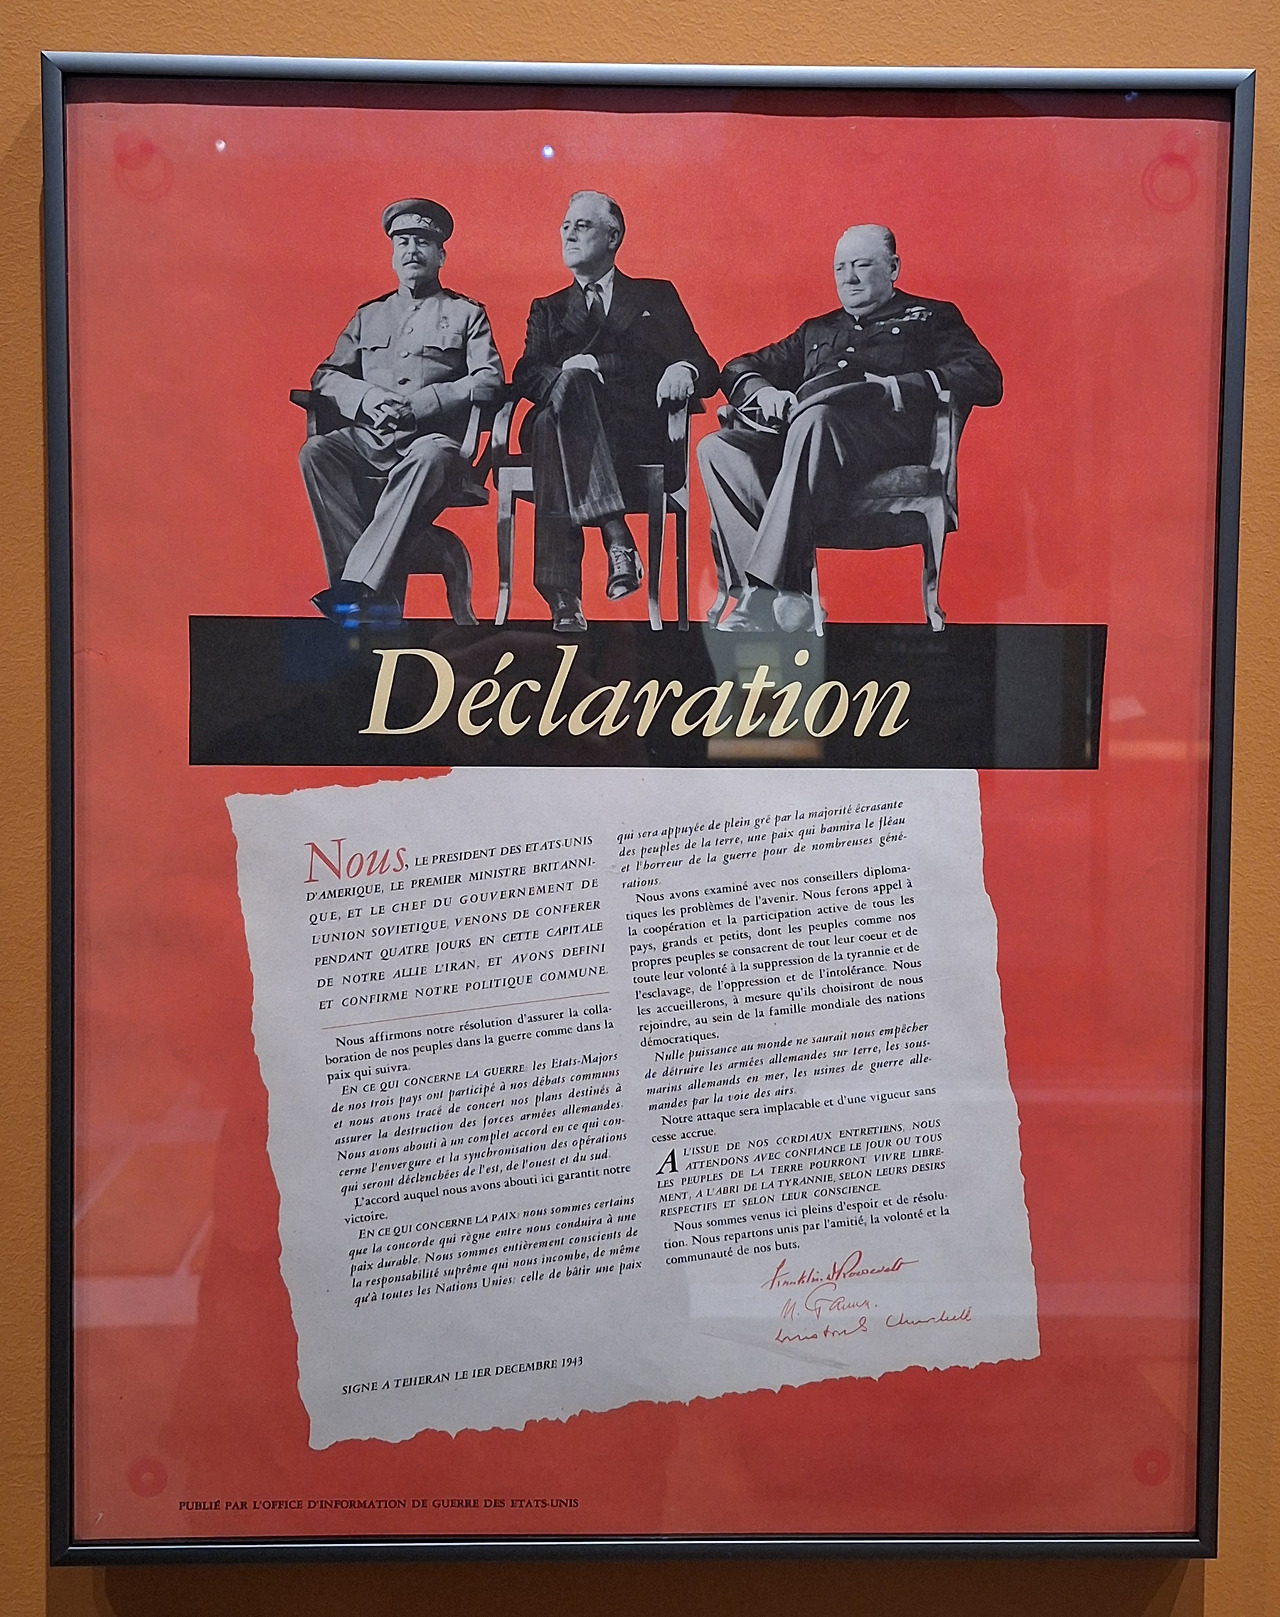 Déclaration
Nous, LE PRESIDENT DES ETATS-UNIS
D'AMERIQUE, LE PREMIER MINISTRE BRITANNI-
QUE, ET LE CHEF DU GOUVERNEMENT DE
L'UNION SOVIETIQUE, VENONS DE CONFERER
PENDANT QUATRE JOURS EN CETTE CAPITALE
DE NOTRE ALLIE L'IRAN, ET AVONS DEFINI
ET CONFIRME NOTRE POLITIQUE COMMUNE.
Nous affirmons notre résolution d'assurer la colla-
boration de nos peuples dans la guerre comme dans la
paix qui suivra.
EN CE QUI CONCERNE LA GUERRE: les Etats-Majors
de nos trois pays ont participé à nos débats communs
et nous avons tracé de concert nos plans destinés à
assurer la destruction des forces armées allemandes.
Nous avons abouti à un complet accord en ce qui con-
cerne l'envergure et la synchronisation des opérations
qui seront déclenchées de l'est, de l'ouest et du sud.
L'accord auquel nous avons abouti ici garantit notre
victoire.
EN CE QUI CONCERNE LA PAIX: nous sommes certains
que la concorde qui règne entre nous conduira à une
paix durable. Nous sommes entièrement conscients de
la responsabilité suprême qui nous incombe, de même
qu'à toutes les Nations Unies: celle de bâtir une paix
qui sera appuyée de plein gré par la majorité écrasante
des peuples de la terre, une paix qui bannira le fléau
et l'horreur de la guerre pour de nombreuses géné-
rations.
Nous avons examiné avec nos conseillers diploma-
tiques les problèmes de l'avenir. Nous ferons appel à
la coopération et la participation active de tous les
pays, grands et petits, dont les peuples comme nos
propres peuples se consacrent de tout leur coeur et de
toute leur volonté à la suppression de la tyrannie et de
l'esclavage, de l'oppression et de l'intolérance. Nous
les accueillerons, à mesure qu'ils choisiront de nous
rejoindre, au sein de la famille mondiale des nations
démocratiques.
Nulle puissance au monde ne saurait nous empêcher
de détruire les armées allemandes sur terre, les sous-
marins allemands en mer, les usines de guerre alle-
mandes par la voie des airs.
Notre attaque sera implacable et d'une vigueur sans
cesse accrue.
A L'ISSUE DE NOS CORDIAUX ENTRETIENS, NOUS
ATTENDONS AVEC CONFIANCE LE JOUR OU TOUS
LES PEUPLES DE LA TERRE POURRONT VIVRE LIBRE-
MENT, A L'ABRI DE LA TYRANNIE, SELON LEURS DESIRS
RESPECTIFS ET SELON LEUR CONSCIENCE.
Nous sommes venus ici pleins d'espoir et de résolu-
tion. Nous repartons unis par l'amitié, la volonté et la
communauté de nos buts.
Franklin D Roosevelt
Winston S Churchill
SIGNE A TEHERAN LE 1ER DECEMBRE 1943
PUBLIÉ PAR L'OFFICE D'INFORMATION DE GUERRE DES ETATS-UNIS